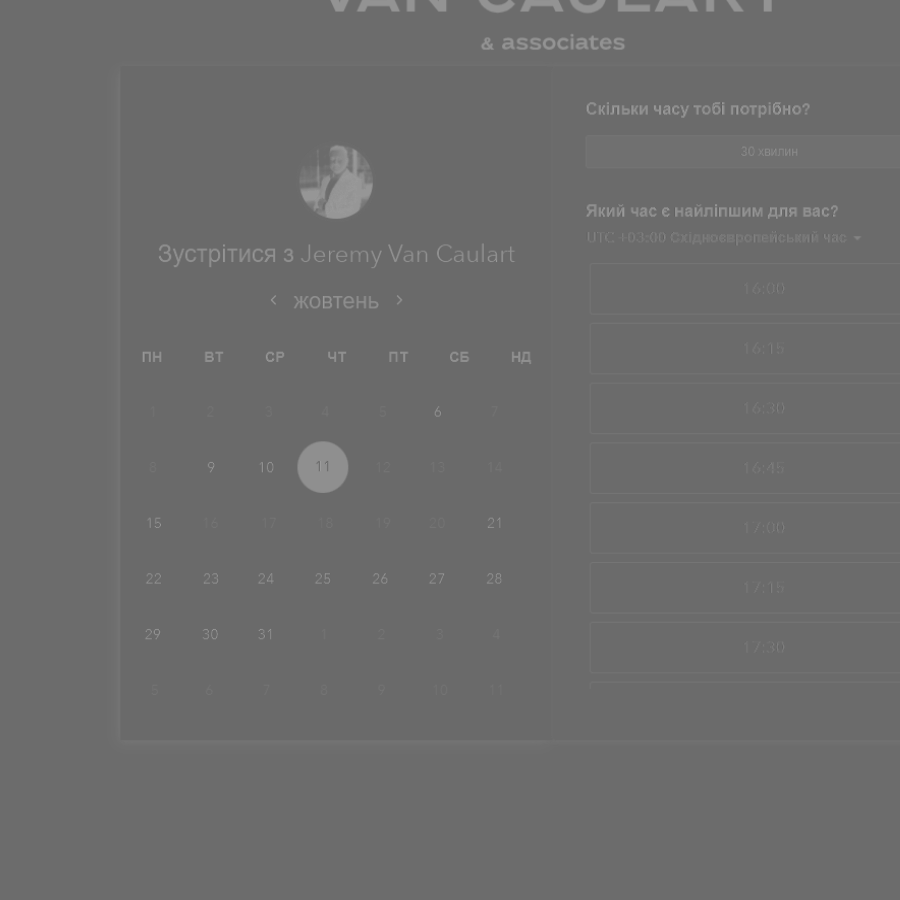 VAN CAULART
& associates
Зустрітися з Jeremy Van Caulart
жовтень
ПН ВТ СР ЧТ ПТ СБ НД
1 2 3 4 5 6 7
8 9 10 11 12 13 14
15 16 17 18 19 20 21
22 23 24 25 26 27 28
29 30 31 1 2 3 4
5 6 7 8 9 10 11
Скільки часу тобі потрібно?
30 хвилин
Який час є найліпшим для вас?
UTC +03:00 Східноєвропейський час
16:00
16:15
16:30
16:45
17:00
17:15
17:30